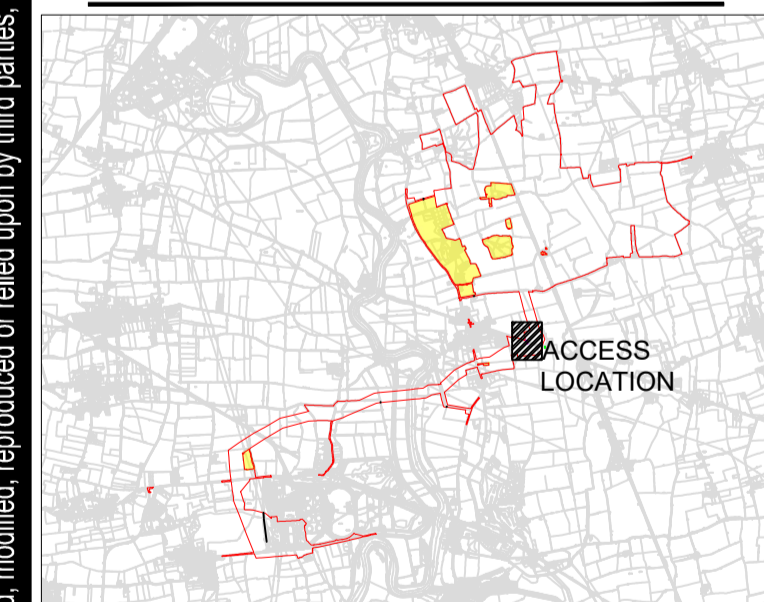 d, modified, reproduced or relied upon by third parties,
ACCESS
LOCATION